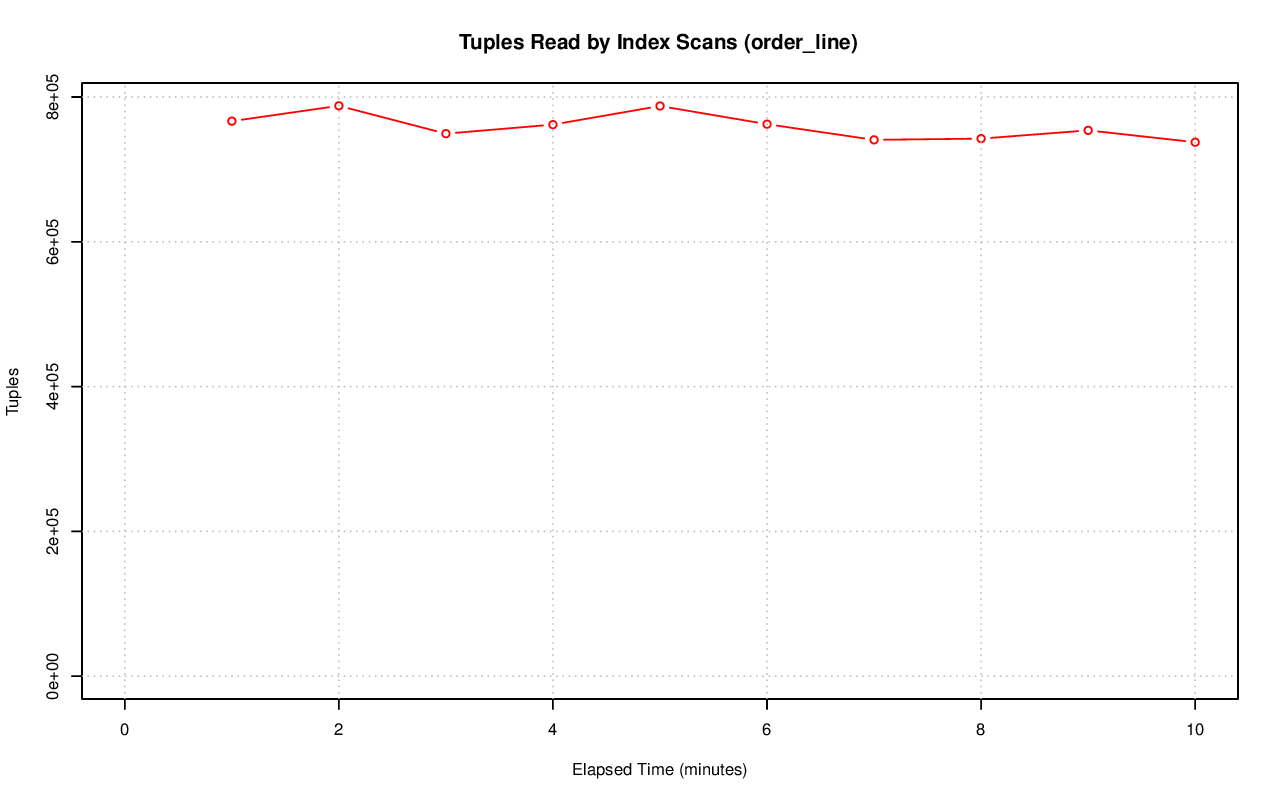 Tuples Read by Index Scans (order_line)
8e+05
6e+05
4e+05
2e+05
0e+00
Tuples
0 2 4 6 8 10
Elapsed Time (minutes)